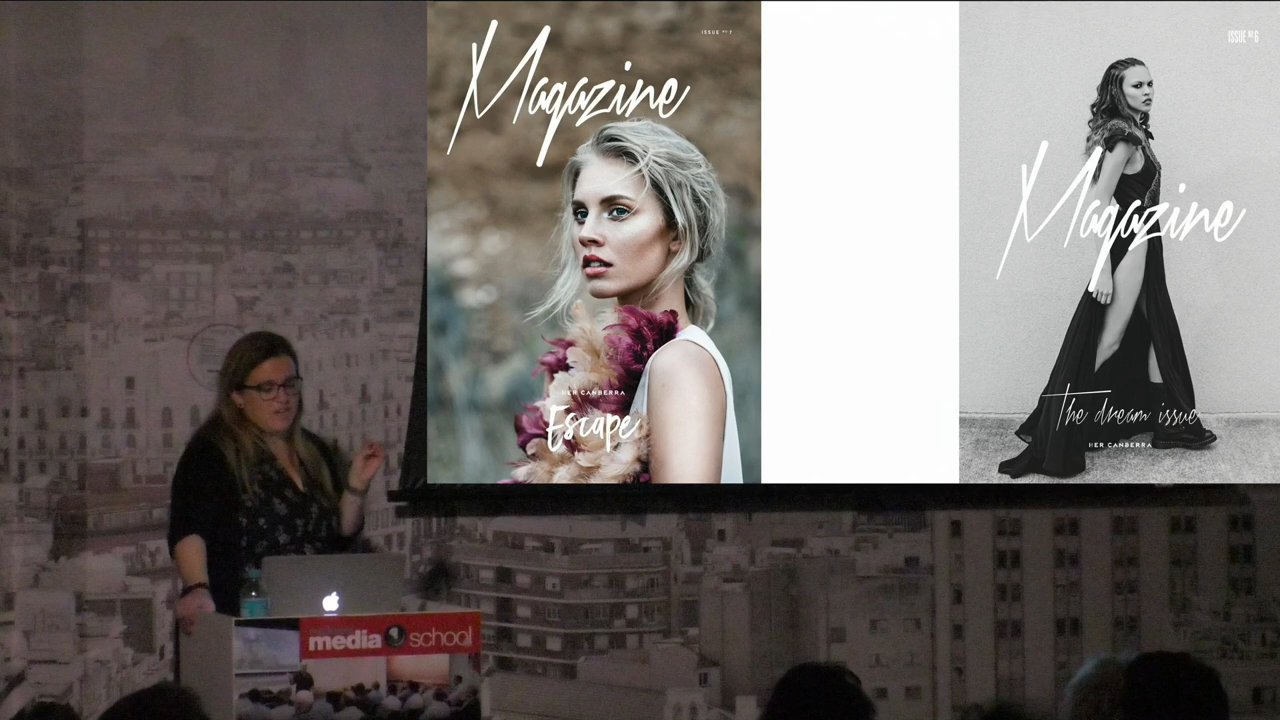 Magazine
ISSUE Nº 7
HER CANBERRA
Escape
ISSUE Nº 6
Magazine
The dream issue
HER CANBERRA
media school